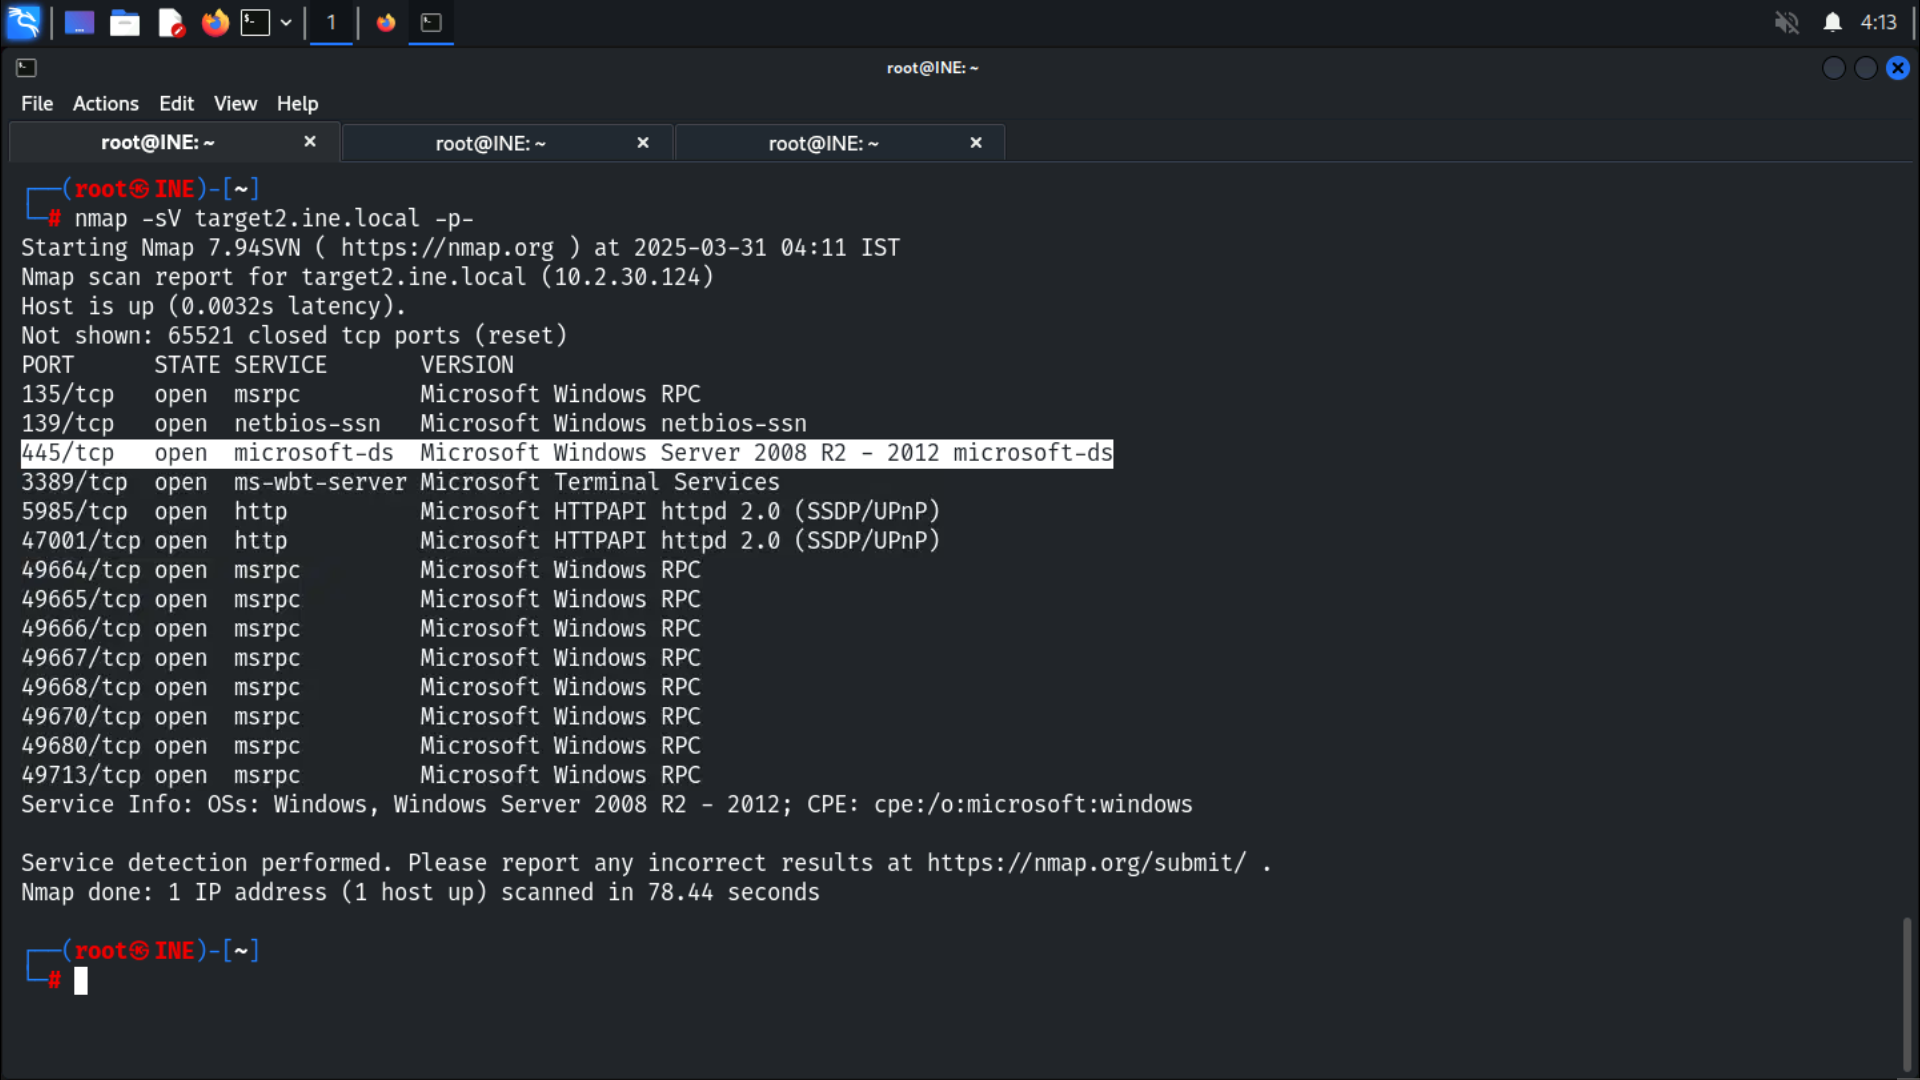 1
4:13
root@INE: ~
File Actions Edit View Help
root@INE: ~ × root@INE: ~ × root@INE: ~ ×
┌──(root㉿INE)-[~]
└─# nmap -sV target2.ine.local -p-
Starting Nmap 7.94SVN ( https://nmap.org ) at 2025-03-31 04:11 IST
Nmap scan report for target2.ine.local (10.2.30.124)
Host is up (0.0032s latency).
Not shown: 65521 closed tcp ports (reset)
PORT      STATE SERVICE       VERSION
135/tcp   open  msrpc         Microsoft Windows RPC
139/tcp   open  netbios-ssn   Microsoft Windows netbios-ssn
445/tcp   open  microsoft-ds  Microsoft Windows Server 2008 R2 - 2012 microsoft-ds
3389/tcp  open  ms-wbt-server Microsoft Terminal Services
5985/tcp  open  http          Microsoft HTTPAPI httpd 2.0 (SSDP/UPnP)
47001/tcp open  http          Microsoft HTTPAPI httpd 2.0 (SSDP/UPnP)
49664/tcp open  msrpc         Microsoft Windows RPC
49665/tcp open  msrpc         Microsoft Windows RPC
49666/tcp open  msrpc         Microsoft Windows RPC
49667/tcp open  msrpc         Microsoft Windows RPC
49668/tcp open  msrpc         Microsoft Windows RPC
49670/tcp open  msrpc         Microsoft Windows RPC
49680/tcp open  msrpc         Microsoft Windows RPC
49713/tcp open  msrpc         Microsoft Windows RPC
Service Info: OSs: Windows, Windows Server 2008 R2 - 2012; CPE: cpe:/o:microsoft:windows
Service detection performed. Please report any incorrect results at https://nmap.org/submit/ .
Nmap done: 1 IP address (1 host up) scanned in 78.44 seconds
┌──(root㉿INE)-[~]
└─#